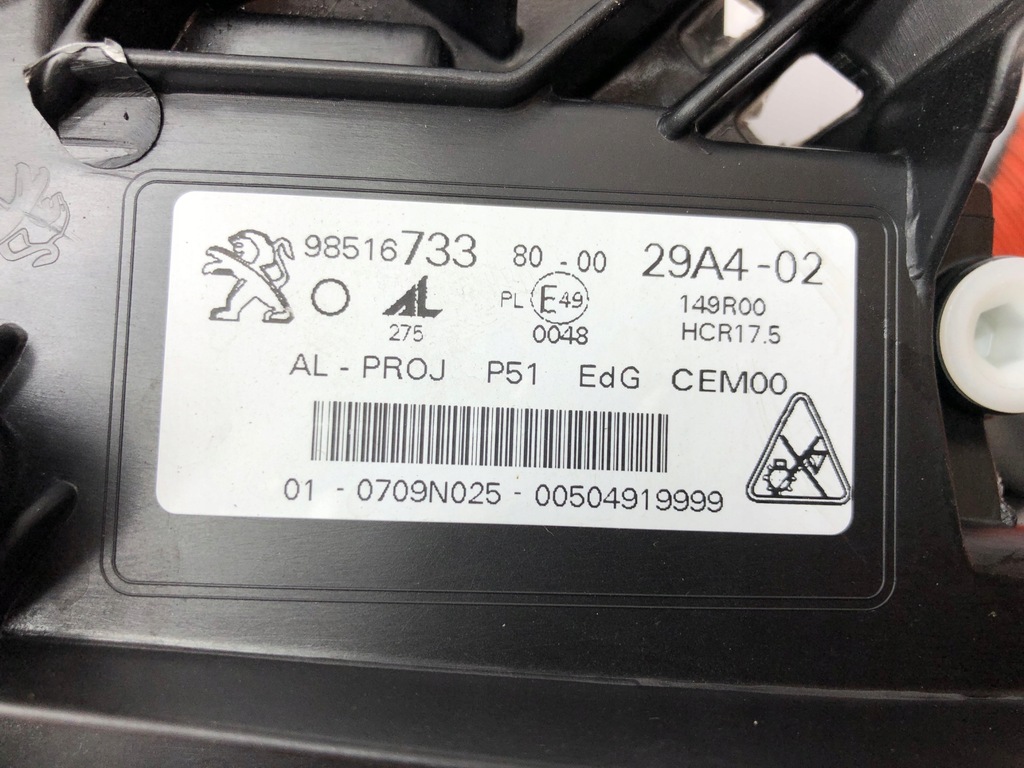 98516733 80 - 00 29A4-02
AL PL E49 149R00
275 0048 HCR17.5
AL - PROJ P51 EdG CEM00
01 - 0709N025 - 00504919999